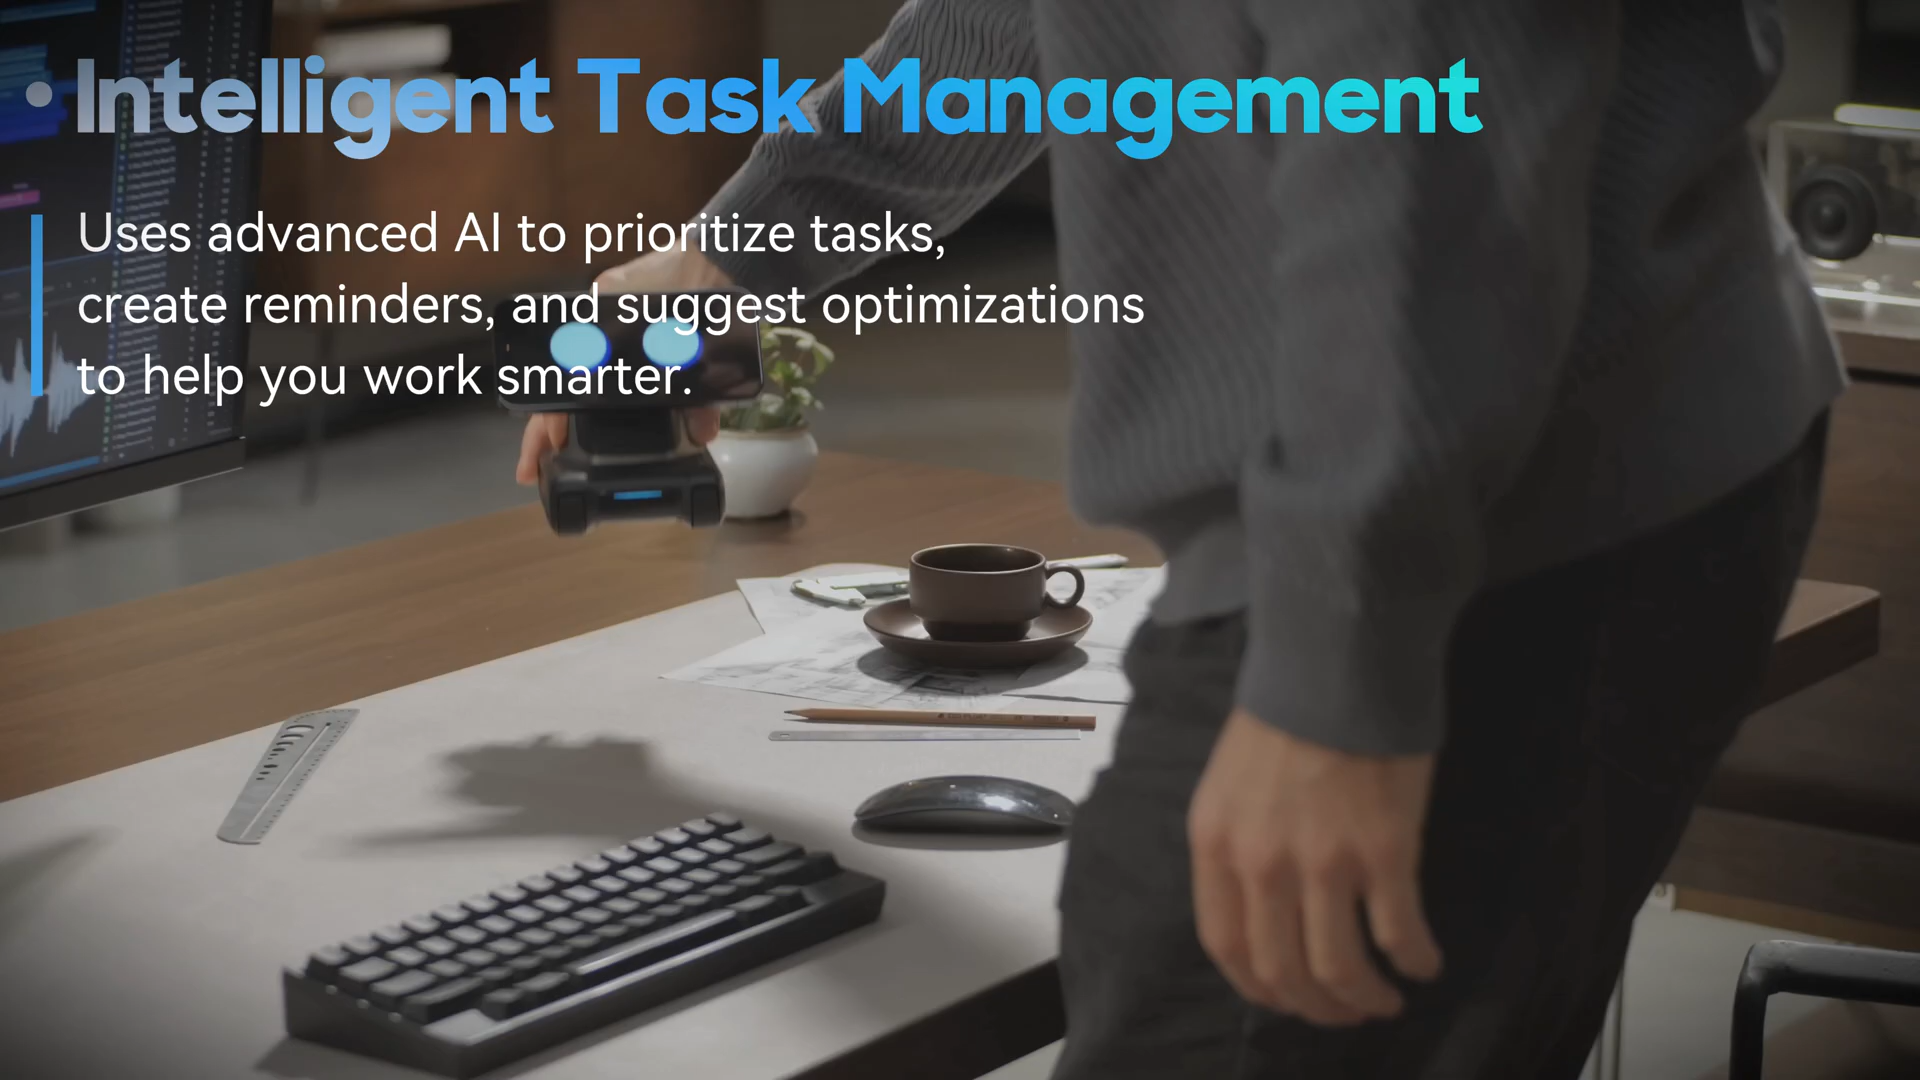 • Intelligent Task Management
Uses advanced AI to prioritize tasks,
create reminders, and suggest optimizations
to help you work smarter.